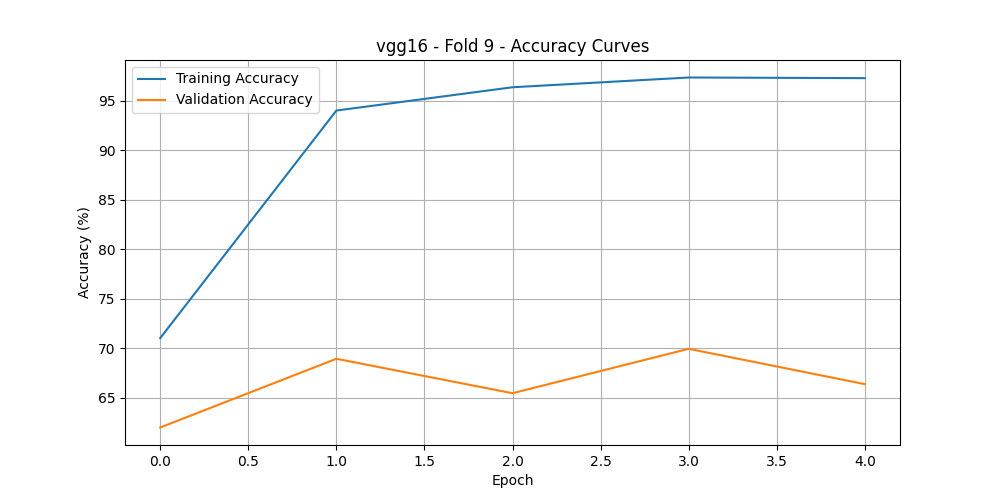 vgg16 - Fold 9 - Accuracy Curves
Training Accuracy
Validation Accuracy
Accuracy (%)
95
90
85
80
75
70
65
0.0 0.5 1.0 1.5 2.0 2.5 3.0 3.5 4.0
Epoch